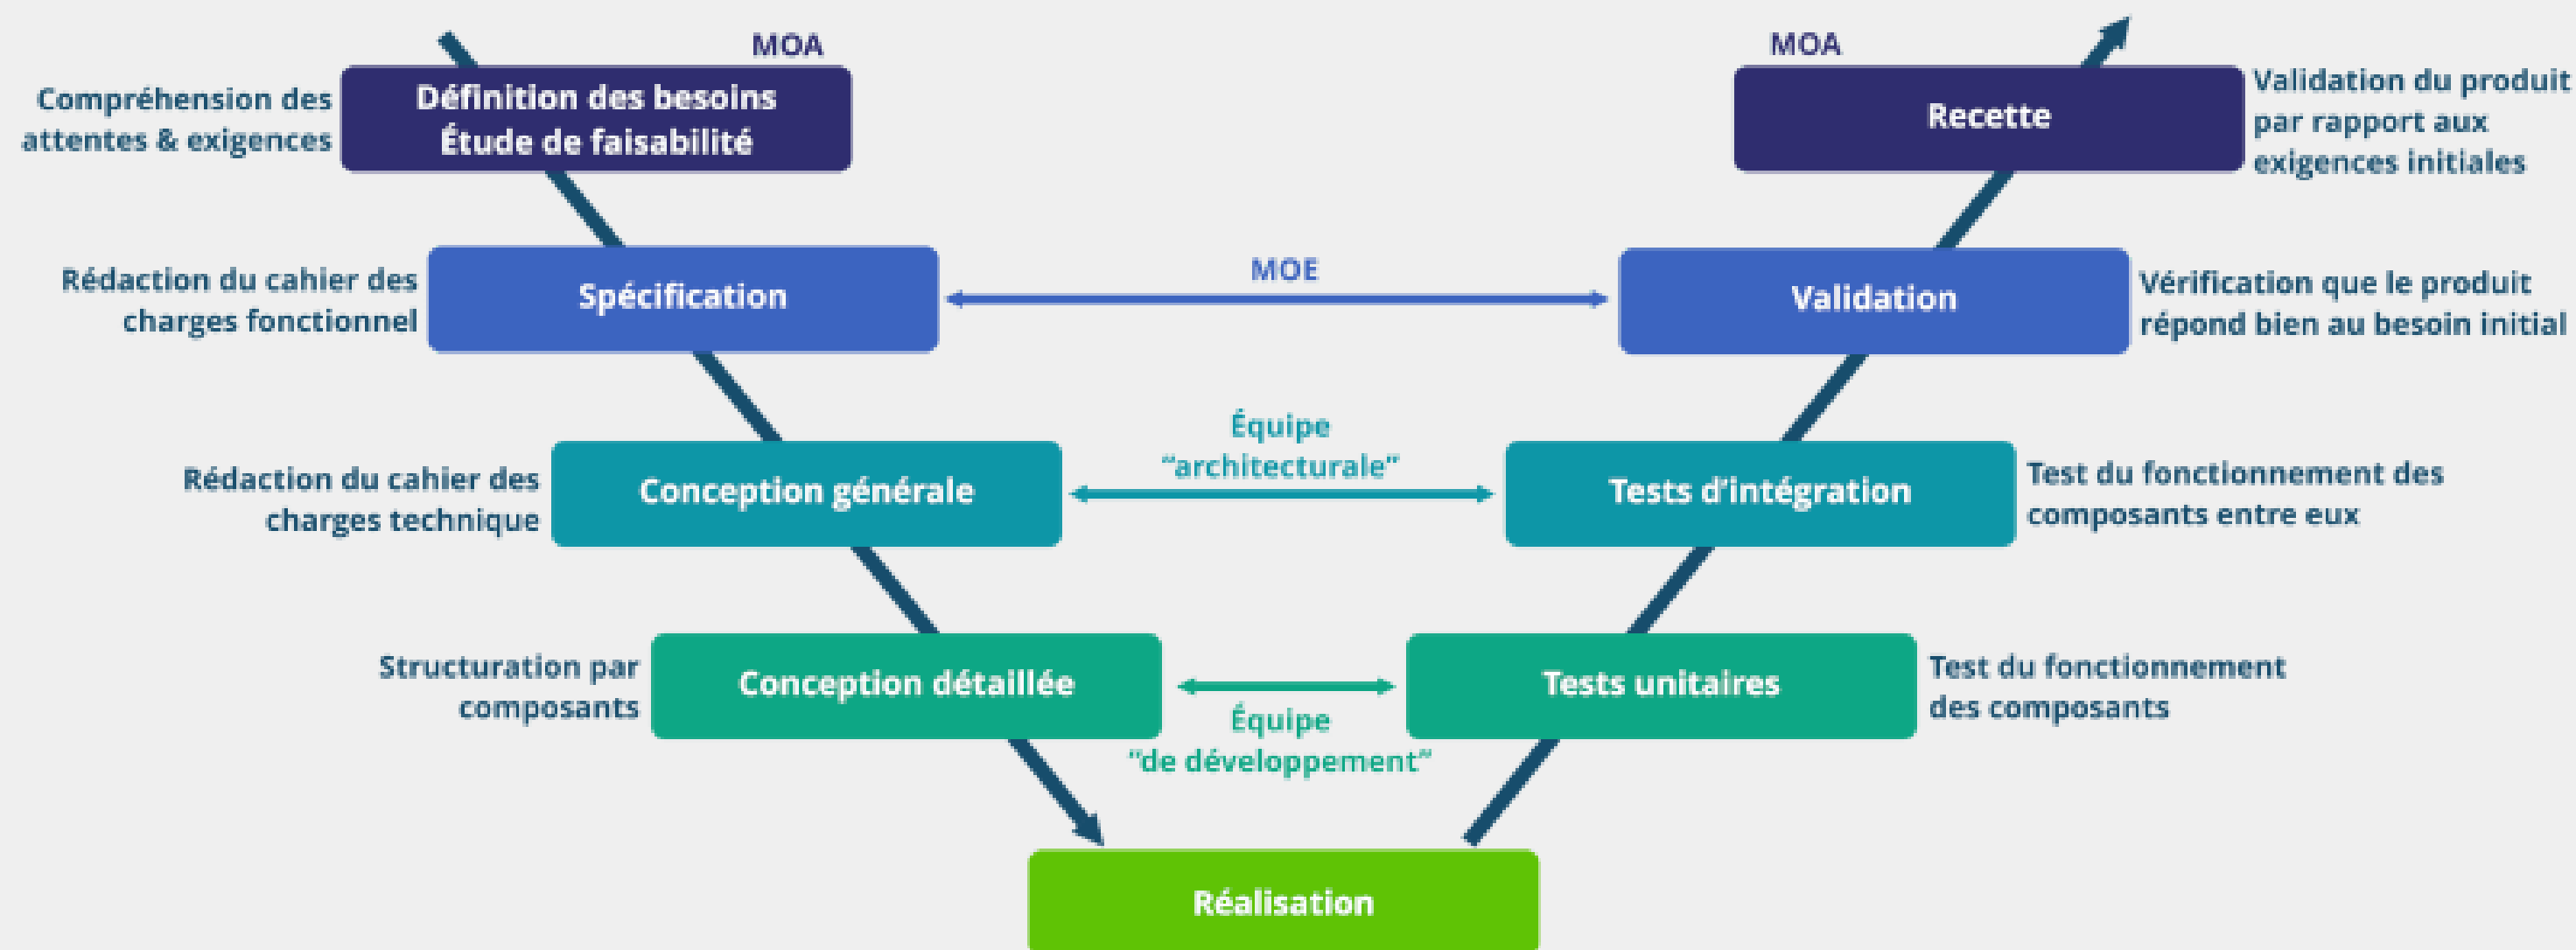 MOA
MOA
Compréhension des
attentes & exigences
Définition des besoins
Étude de faisabilité
Recette
Validation du produit
par rapport aux
exigences initiales
Rédaction du cahier des
charges fonctionnel
Spécification
MOE
Validation
Vérification que le produit
répond bien au besoin initial
Rédaction du cahier des
charges technique
Conception générale
Équipe
“architecturale”
Tests d’intégration
Test du fonctionnement des
composants entre eux
Structuration par
composants
Conception détaillée
Équipe
“de développement”
Tests unitaires
Test du fonctionnement
des composants
Réalisation